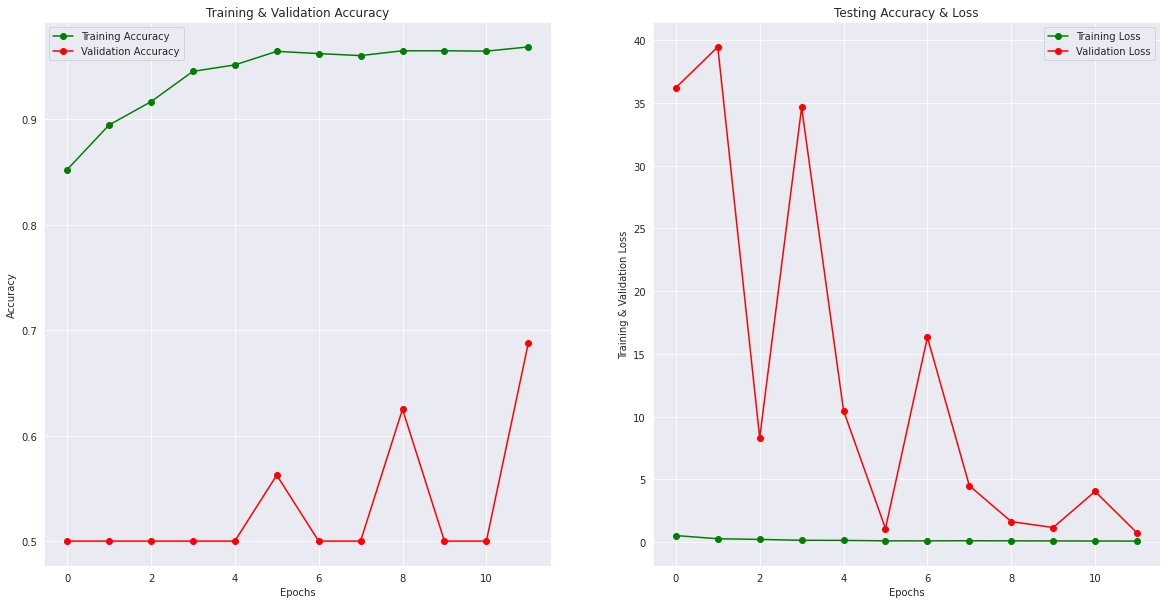 Training & Validation Accuracy
Training Accuracy
Validation Accuracy
0.9
0.8
0.7
0.6
0.5
Accuracy
0 2 4 6 8 10
Epochs
Testing Accuracy & Loss
Training Loss
Validation Loss
40
35
30
25
20
15
10
5
0
Training & Validation Loss
0 2 4 6 8 10
Epochs